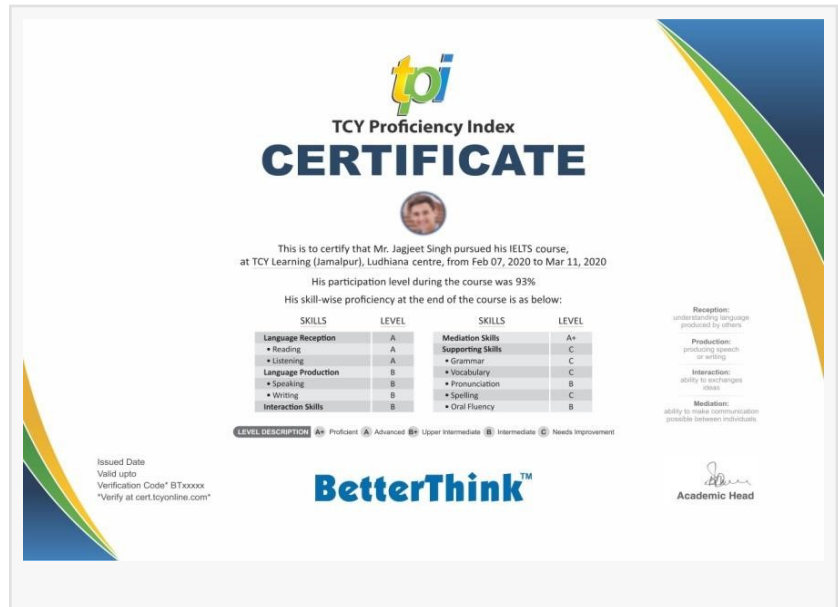 tpi
TCY Proficiency Index
CERTIFICATE
This is to certify that Mr. Jagjeet Singh pursued his IELTS course,
at TCY Learning (Jamalpur), Ludhiana centre, from Feb 07, 2020 to Mar 11, 2020
His participation level during the course was 93%
His skill-wise proficiency at the end of the course is as below:
SKILLS LEVEL
Language Reception A
• Reading A
• Listening A
Language Production B
• Speaking B
• Writing B
Interaction Skills B
SKILLS LEVEL
Mediation Skills A+
Supporting Skills C
• Grammar C
• Vocabulary C
• Pronunciation B
• Spelling C
• Oral Fluency B
LEVEL DESCRIPTION A+ Proficient A Advanced B+ Upper Intermediate B Intermediate C Needs Improvement
Reception:
understanding language
produced by others
Production:
producing speech
or writing
Interaction:
ability to exchanges
ideas
Mediation:
ability to make communication
possible between individuals
Issued Date
Valid upto
Verification Code* BTxxxxx
*Verify at cert.tcyonline.com*
BetterThink™
Academic Head